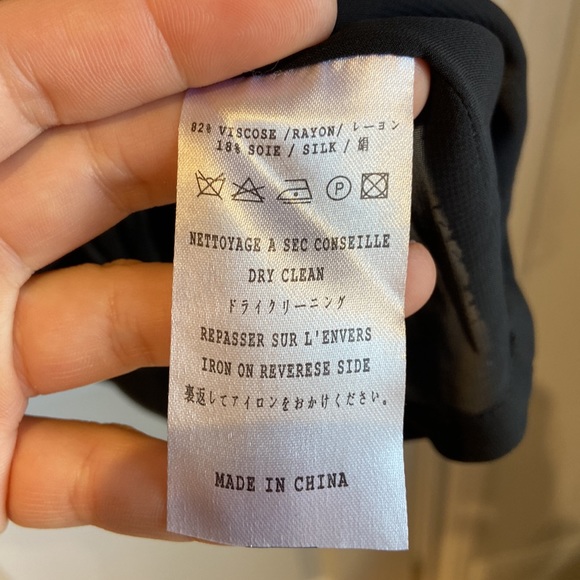 82% VISCOSE /RAYON/ レーヨン
18% SOIE / SILK / 絹
P
NETTOYAGE A SEC CONSEILLE
DRY CLEAN
ドライクリーニング
REPASSER SUR L'ENVERS
IRON ON REVERESE SIDE
裏返してアイロンをおかけください。
MADE IN CHINA